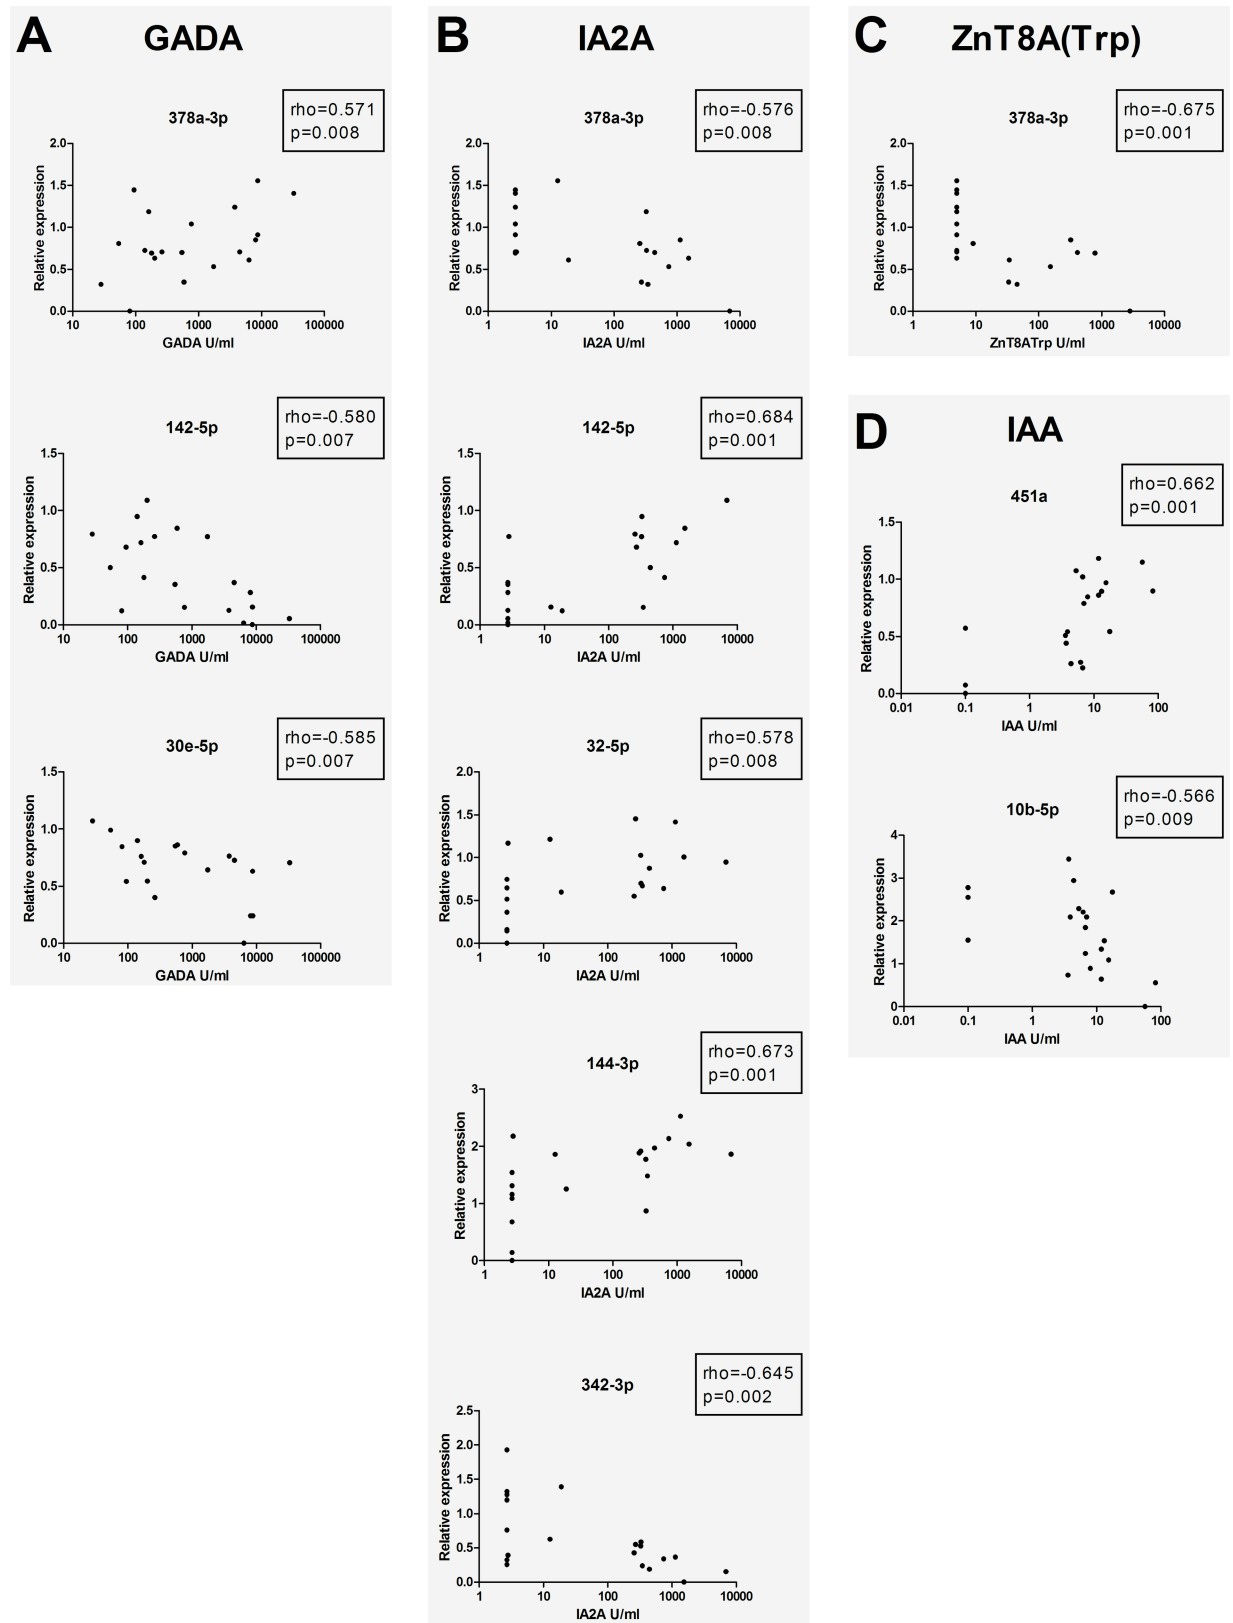 A GADA
378a-3p
rho=0.571
p=0.008
Relative expression
2.0
1.5
1.0
0.5
0.0
10 100 1000 10000 100000
GADA U/ml
142-5p
rho=-0.580
p=0.007
Relative expression
1.5
1.0
0.5
0.0
10 100 1000 10000 100000
GADA U/ml
30e-5p
rho=-0.585
p=0.007
Relative expression
1.5
1.0
0.5
0.0
10 100 1000 10000 100000
GADA U/ml
B IA2A
378a-3p
rho=-0.576
p=0.008
Relative expression
2.0
1.5
1.0
0.5
0.0
1 10 100 1000 10000
IA2A U/ml
142-5p
rho=0.684
p=0.001
Relative expression
1.5
1.0
0.5
0.0
1 10 100 1000 10000
IA2A U/ml
32-5p
rho=0.578
p=0.008
Relative expression
2.0
1.5
1.0
0.5
0.0
1 10 100 1000 10000
IA2A U/ml
144-3p
rho=0.673
p=0.001
Relative expression
3
2
1
0
1 10 100 1000 10000
IA2A U/ml
342-3p
rho=-0.645
p=0.002
Relative expression
2.5
2.0
1.5
1.0
0.5
0.0
1 10 100 1000 10000
IA2A U/ml
C ZnT8A(Trp)
378a-3p
rho=-0.675
p=0.001
Relative expression
2.0
1.5
1.0
0.5
0.0
1 10 100 1000 10000
ZnT8ATrp U/ml
D IAA
451a
rho=0.662
p=0.001
Relative expression
1.5
1.0
0.5
0.0
0.01 0.1 1 10 100
IAA U/ml
10b-5p
rho=-0.566
p=0.009
Relative expression
4
3
2
1
0
0.01 0.1 1 10 100
IAA U/ml